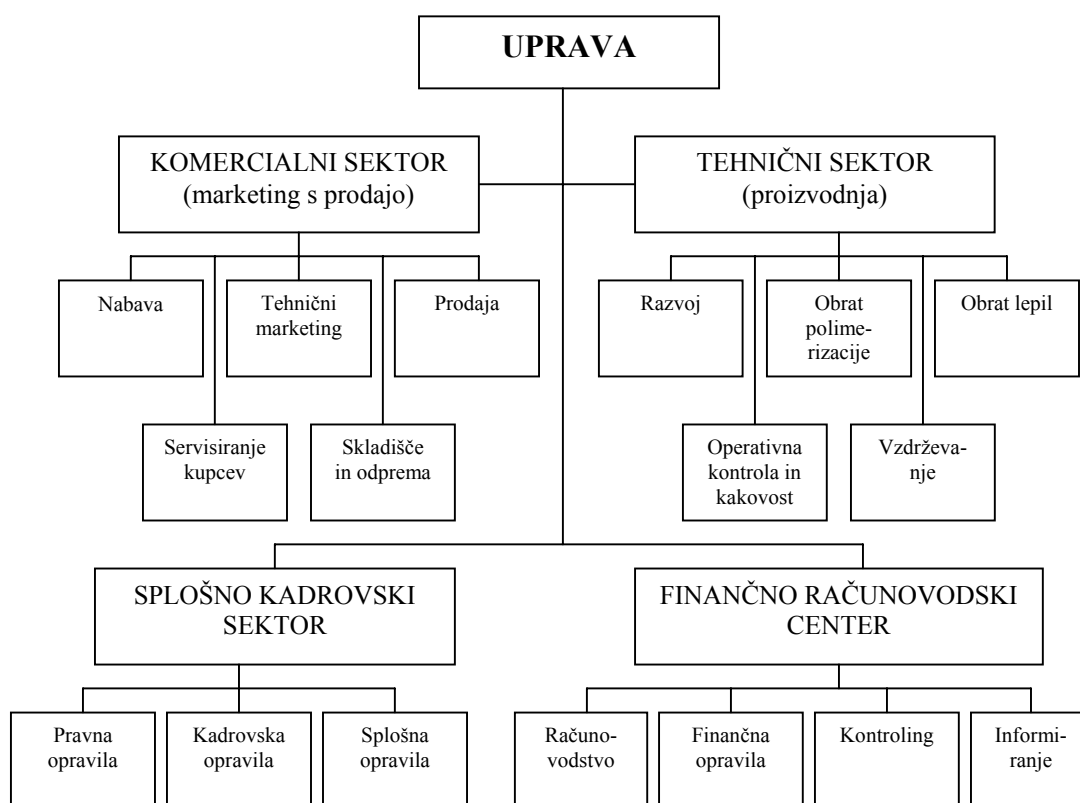 UPRAVA
KOMERCIALNI SEKTOR
(marketing s prodajo)
TEHNIČNI SEKTOR
(proizvodnja)
Nabava
Tehnični
marketing
Prodaja
Razvoj
Obrat
polime-
rizacije
Obrat lepil
Servisiranje
kupcev
Skladišče
in odprema
Operativna
kontrola in
kakovost
Vzdrževa-
nje
SPLOŠNO KADROVSKI
SEKTOR
FINANČNO RAČUNOVODSKI
CENTER
Pravna
opravila
Kadrovska
opravila
Splošna
opravila
Računo-
vodstvo
Finančna
opravila
Kontroling
Informi-
ranje